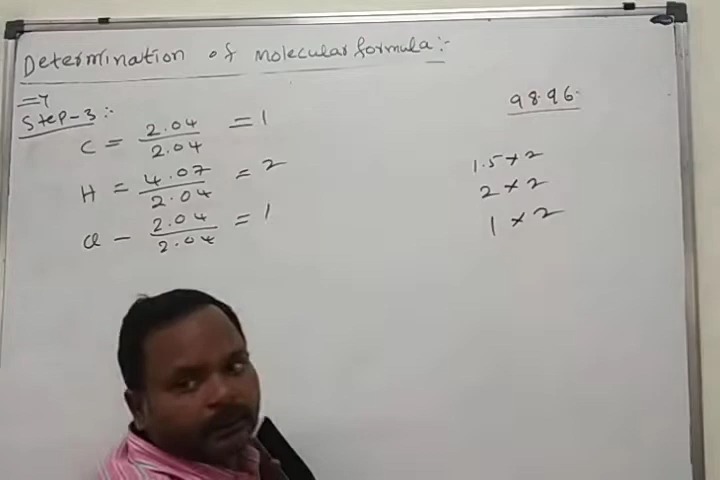 Determination of Molecular formula:-
=4
Step-3:-
C = 2.04/2.04 = 1
H = 4.07/2.04 = 2
Cl - 2.04/2.04 = 1
98.96.
1.5 × 2
2 × 2
1 × 2